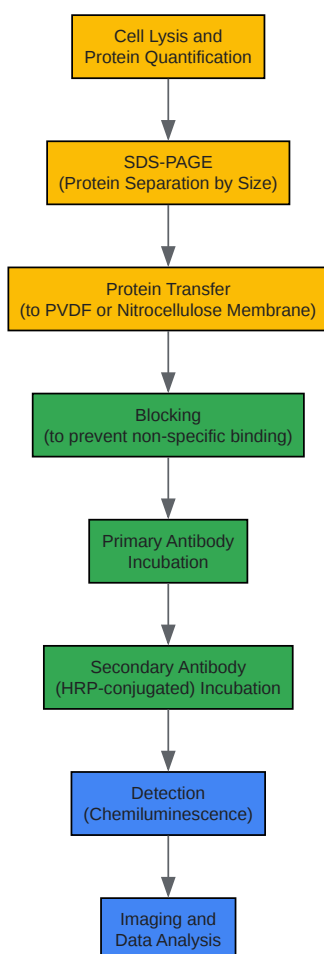 Cell Lysis and
Protein Quantification
SDS-PAGE
(Protein Separation by Size)
Protein Transfer
(to PVDF or Nitrocellulose Membrane)
Blocking
(to prevent non-specific binding)
Primary Antibody
Incubation
Secondary Antibody
(HRP-conjugated) Incubation
Detection
(Chemiluminescence)
Imaging and
Data Analysis